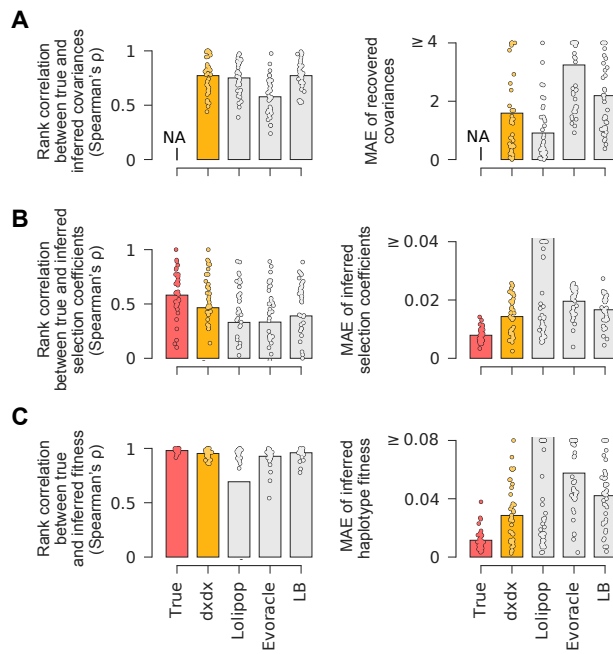 A
Rank correlation
between true and
inferred covariances
(Spearman's ρ)
1
0.5
0
NA
MAE of recovered
covariances
≥ 4
2
0
NA
B
Rank correlation
between true and inferred
selection coefficients
(Spearman's ρ)
1
0.5
0
MAE of inferred
selection coefficients
≥ 0.04
0.02
0
C
Rank correlation
between true
and inferred fitness
(Spearman's ρ)
1
0.5
0
MAE of inferred
haplotype fitness
≥ 0.08
0.04
0
True
dxdx
Lolipop
Evoracle
LB
True
dxdx
Lolipop
Evoracle
LB